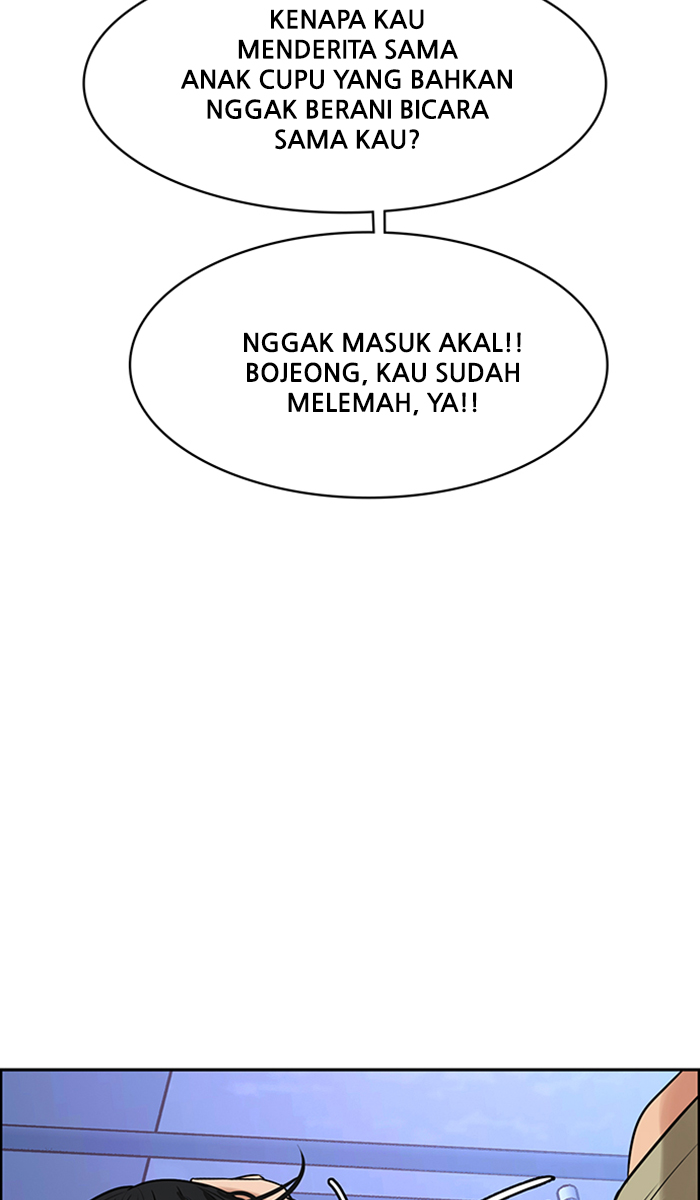 KENAPA KAU
MENDERITA SAMA
ANAK CUPU YANG BAHKAN
NGGAK BERANI BICARA
SAMA KAU?
NGGAK MASUK AKAL!!
BOJEONG, KAU SUDAH
MELEMAH, YA!!